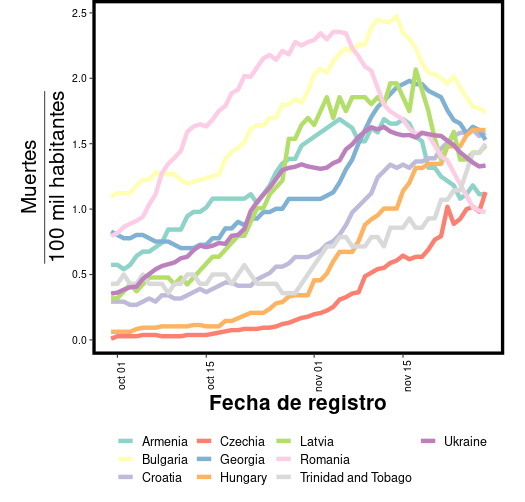 2.5
2.0
1.5
1.0
0.5
0.0
Muertes
100 mil habitantes
oct 01
oct 15
nov 01
nov 15
Fecha de registro
Armenia Czechia Latvia Ukraine
Bulgaria Georgia Romania
Croatia Hungary Trinidad and Tobago